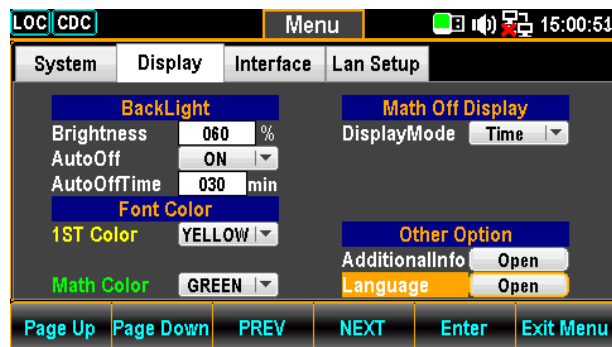 LOC CDC Menu 15:00:51
System Display Interface Lan Setup
BackLight
Brightness 060 %
AutoOff ON
AutoOffTime 030 min
Font Color
1ST Color YELLOW
Math Color GREEN
Math Off Display
DisplayMode Time
Other Option
AdditionalInfo Open
Language Open
Page Up Page Down PREV NEXT Enter Exit Menu